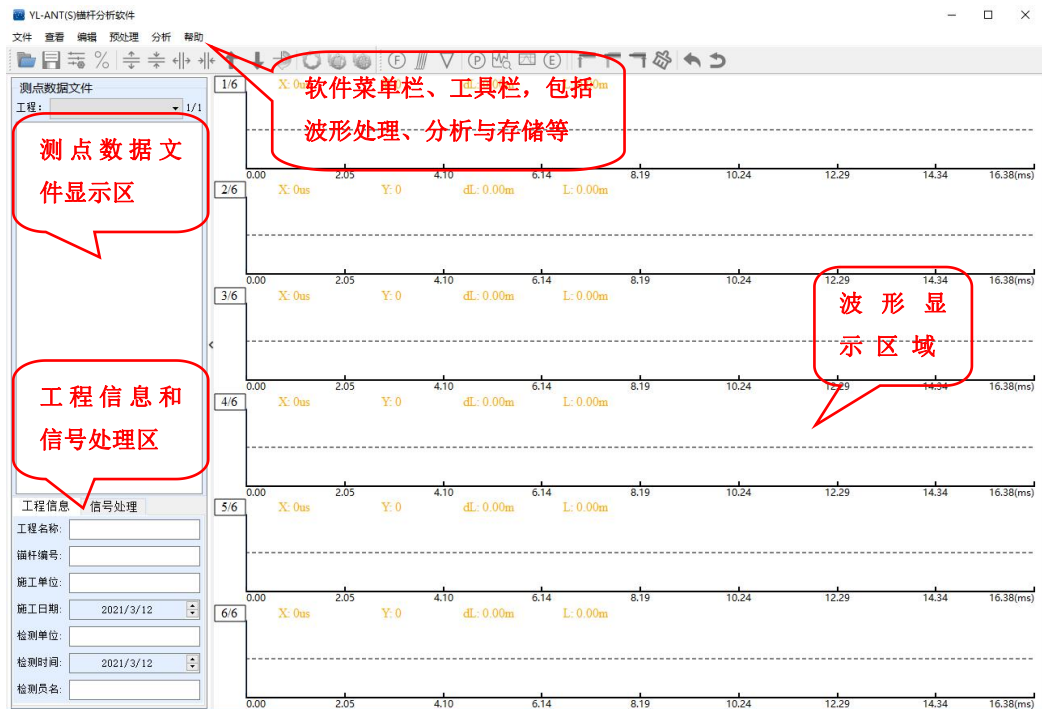 YL-ANT(S)锚杆分析软件
文件 查看 编辑 预处理 分析 帮助
F P E
测点数据文件
工程: 1/1
测点数据文
件显示区
软件菜单栏、工具栏，包括
波形处理、分析与存储等
1/6 X: 0us
0.00 2.05 4.10 6.14 8.19 10.24 12.29 14.34 16.38(ms)
2/6 X: 0us Y: 0 dL: 0.00m L: 0.00m
0.00 2.05 4.10 6.14 8.19 10.24 12.29 14.34 16.38(ms)
3/6 X: 0us Y: 0 dL: 0.00m L: 0.00m
波形显
示区域
0.00 2.05 4.10 6.14 8.19 10.24 12.29 14.34 16.38(ms)
4/6 X: 0us Y: 0 dL: 0.00m L: 0.00m
工程信息和
信号处理区
0.00 2.05 4.10 6.14 8.19 10.24 12.29 14.34 16.38(ms)
5/6 X: 0us Y: 0 dL: 0.00m L: 0.00m
0.00 2.05 4.10 6.14 8.19 10.24 12.29 14.34 16.38(ms)
6/6 X: 0us Y: 0 dL: 0.00m L: 0.00m
0.00 2.05 4.10 6.14 8.19 10.24 12.29 14.34 16.38(ms)
工程信息 信号处理
工程名称:
锚杆编号:
施工单位:
施工日期: 2021/3/12
检测单位:
检测时间: 2021/3/12
检测员名: